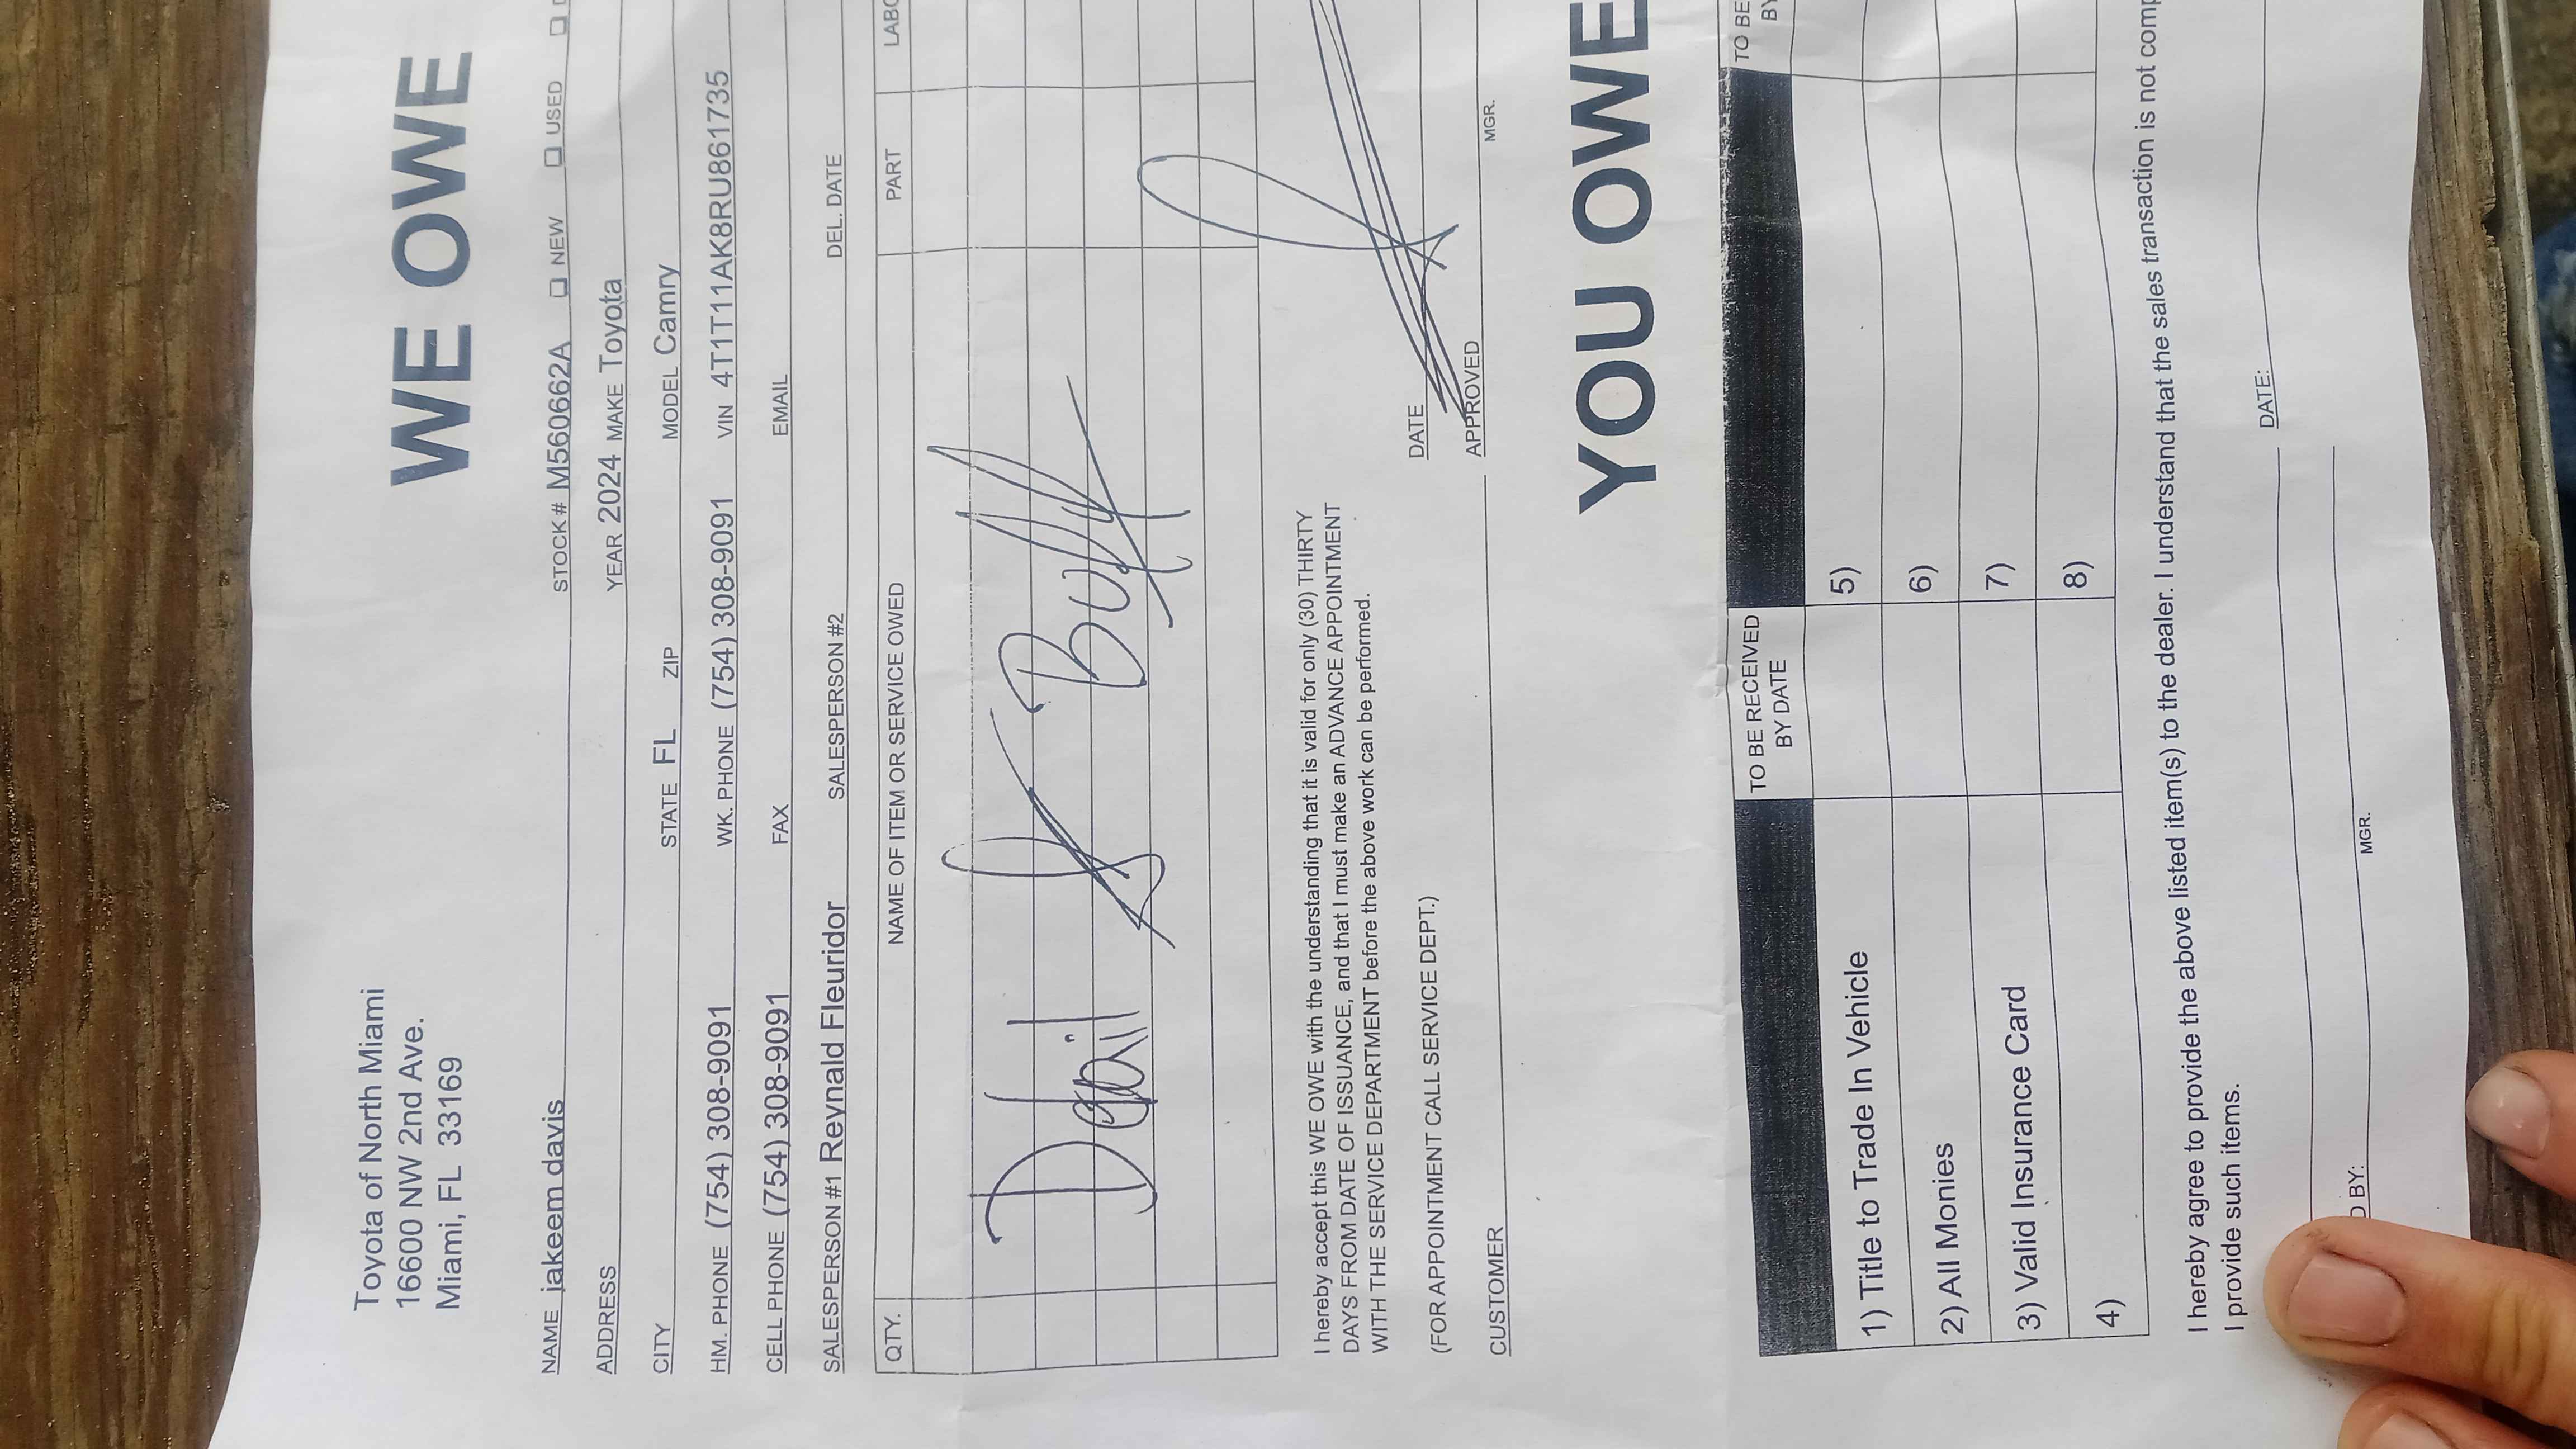 Toyota of North Miami
16600 NW 2nd Ave.
Miami, FL 33169
WE OWE
NAME jakeem davis STOCK # M560662A ☐ NEW ☐ USED ☐
ADDRESS YEAR 2024 MAKE Toyota
CITY STATE FL ZIP MODEL Camry
HM. PHONE (754) 308-9091 WK. PHONE (754) 308-9091 VIN 4T1T11AK8RU861735
CELL PHONE (754) 308-9091 FAX EMAIL
SALESPERSON #1 Reynald Fleuridor SALESPERSON #2 DEL. DATE
QTY. NAME OF ITEM OR SERVICE OWED PART LABO
Detail & Buff
I hereby accept this WE OWE with the understanding that it is valid for only (30) THIRTY
DAYS FROM DATE OF ISSUANCE, and that I must make an ADVANCE APPOINTMENT
WITH THE SERVICE DEPARTMENT before the above work can be performed.
(FOR APPOINTMENT CALL SERVICE DEPT.) DATE
CUSTOMER APPROVED
MGR.
YOU OWE
TO BE RECEIVED
BY DATE
TO BE
BY
1) Title to Trade In Vehicle 5)
2) All Monies 6)
3) Valid Insurance Card 7)
4) 8)
I hereby agree to provide the above listed item(s) to the dealer. I understand that the sales transaction is not comp
I provide such items.
DATE:
D BY:
MGR.